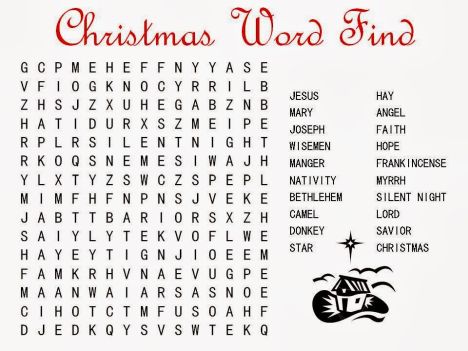 Christmas Word Find
G C P M E H E F F N Y Y A S E
V F I O G K N O C Y R R I L B
Z H S J Z X U H E G A B Z N B
H A T I D U R X S Z M E I P E
R P L R S I L E N T N I G H T
R K O Q S N E M E S I W A J H
Y L X T Y Z S W C Z S P E P L
M I M F H F N P N S J V E K E
J A B T T B A R I O R S X Z H
S A I Y L Y T E K V O F L W E
H A Y E Y T I G N J I O E E M
F A M K R H V N A E V U G P E
M A A N W A I A R S A S N O E
C I H O T C T M F U S O A H F
D J E D K Q Y S V S W T E K Q
JESUS
MARY
JOSEPH
WISEMEN
MANGER
NATIVITY
BETHLEHEM
CAMEL
DONKEY
STAR
HAY
ANGEL
FAITH
HOPE
FRANKINCENSE
MYRRH
SILENT NIGHT
LORD
SAVIOR
CHRISTMAS